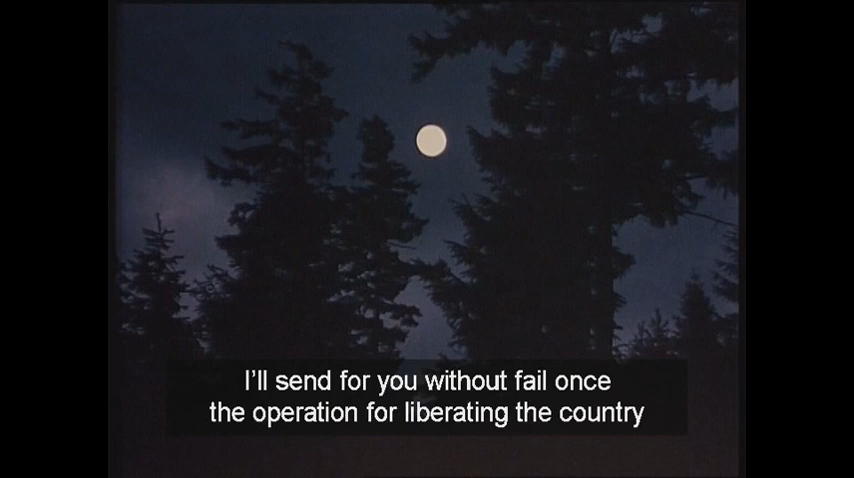 I'll send for you without fail once
the operation for liberating the country